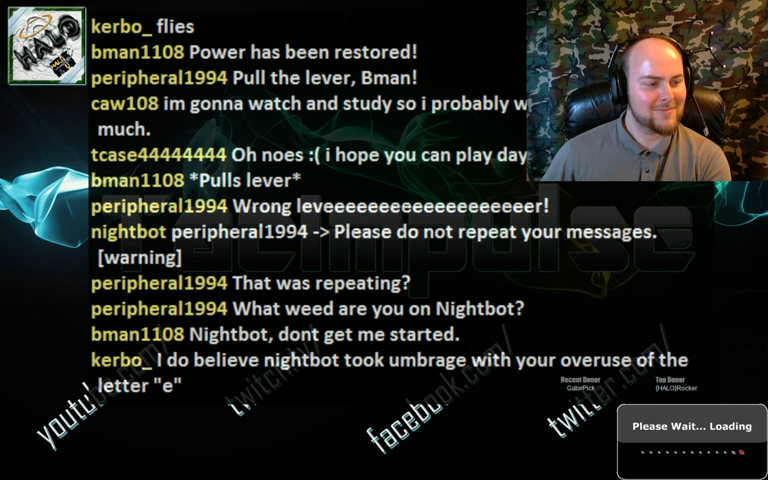 HALO
kerbo_ flies
bman1108 Power has been restored!
peripheral1994 Pull the lever, Bman!
caw108 im gonna watch and study so i probably w
much.
tcase44444444 Oh noes :( i hope you can play day
bman1108 *Pulls lever*
peripheral1994 Wrong leveeeeeeeeeeeeeeeeeeer!
nightbot peripheral1994 -> Please do not repeat your messages.
[warning]
peripheral1994 That was repeating?
peripheral1994 What weed are you on Nightbot?
bman1108 Nightbot, dont get me started.
kerbo_ I do believe nightbot took umbrage with your overuse of the
letter "e"
Recent Donor
GatorPick
Top Donor
(HALO)Rocker
youtube.com/
twitch.tv/
facebook.com/
twitter.com/
Please Wait... Loading